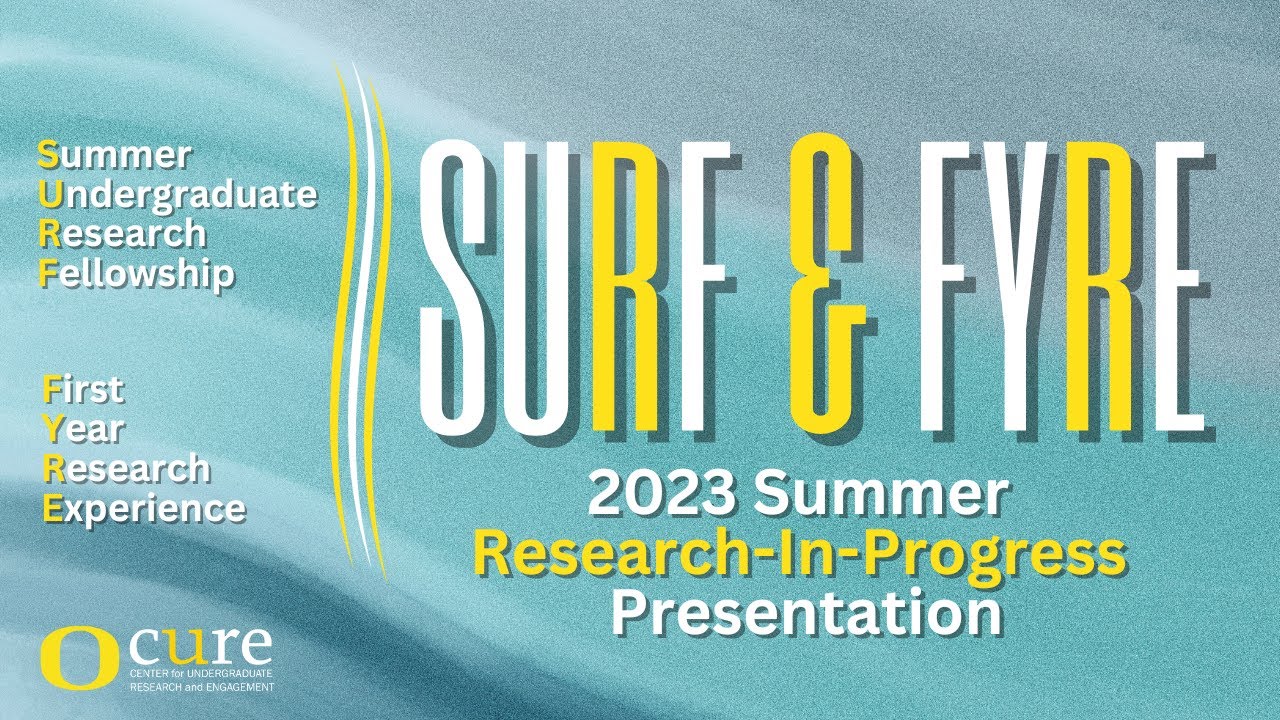 Summer
Undergraduate
Research
Fellowship
First
Year
Research
Experience
SURF & FYRE
2023 Summer
Research-In-Progress
Presentation
O cure
CENTER for UNDERGRADUATE
RESEARCH and ENGAGEMENT